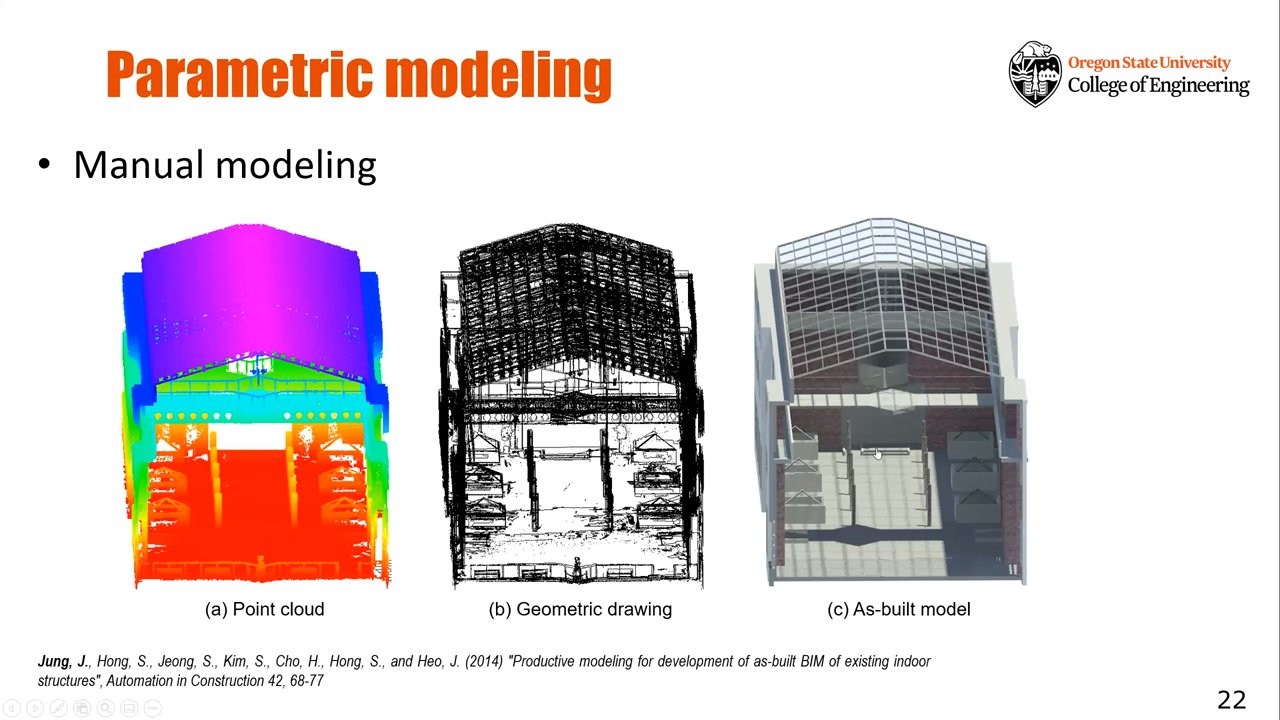 Parametric modeling
Oregon State University
College of Engineering
• Manual modeling
(a) Point cloud
(b) Geometric drawing
(c) As-built model
Jung, J., Hong, S., Jeong, S., Kim, S., Cho, H., Hong, S., and Heo, J. (2014) "Productive modeling for development of as-built BIM of existing indoor
structures", Automation in Construction 42, 68-77
22